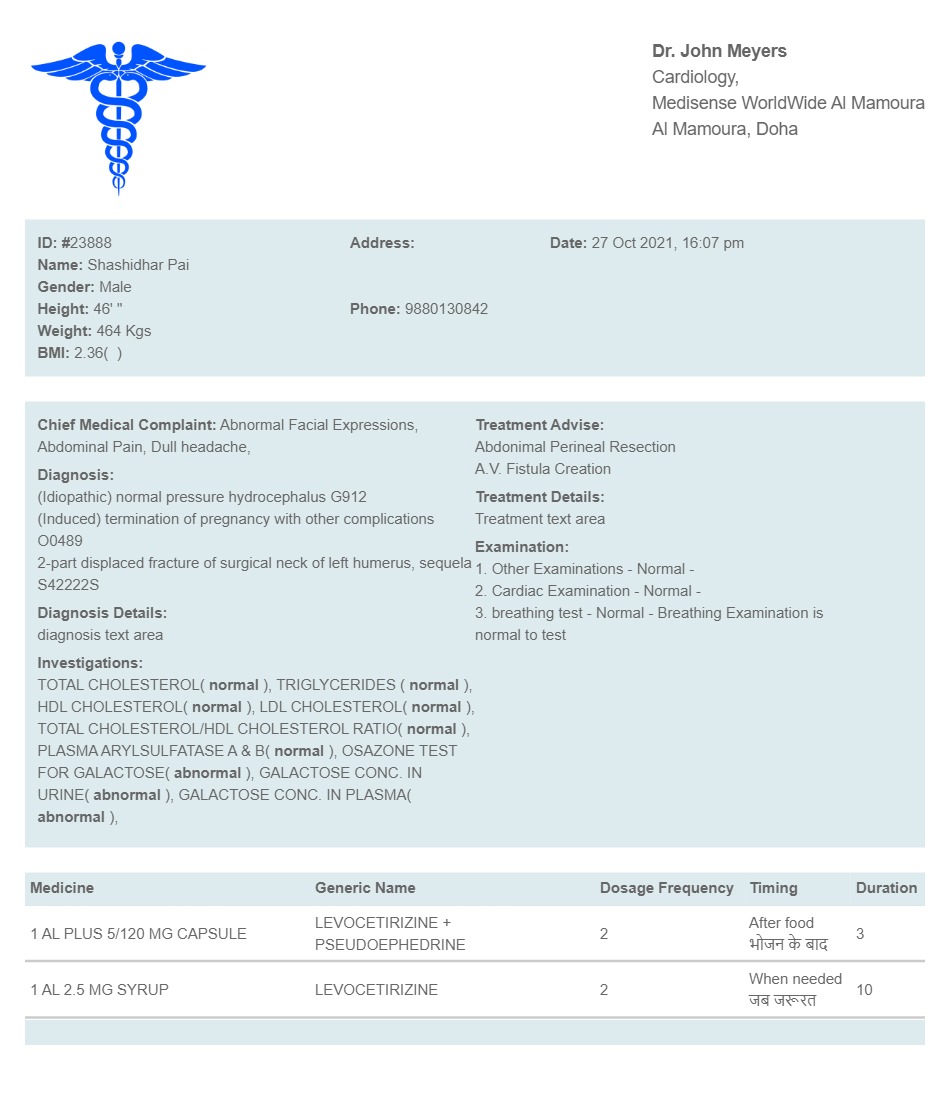 Dr. John Meyers
Cardiology,
Medisense WorldWide Al Mamoura
Al Mamoura, Doha
ID: #23888
Name: Shashidhar Pai
Gender: Male
Height: 46' "
Weight: 464 Kgs
BMI: 2.36(  )
Address:
Phone: 9880130842
Date: 27 Oct 2021, 16:07 pm
Chief Medical Complaint: Abnormal Facial Expressions,
Abdominal Pain, Dull headache,
Diagnosis:
(Idiopathic) normal pressure hydrocephalus G912
(Induced) termination of pregnancy with other complications
O0489
2-part displaced fracture of surgical neck of left humerus, sequela
S42222S
Diagnosis Details:
diagnosis text area
Investigations:
TOTAL CHOLESTEROL( normal ), TRIGLYCERIDES ( normal ),
HDL CHOLESTEROL( normal ), LDL CHOLESTEROL( normal ),
TOTAL CHOLESTEROL/HDL CHOLESTEROL RATIO( normal ),
PLASMA ARYLSULFATASE A & B( normal ), OSAZONE TEST
FOR GALACTOSE( abnormal ), GALACTOSE CONC. IN
URINE( abnormal ), GALACTOSE CONC. IN PLASMA(
abnormal ),
Treatment Advise:
Abdonimal Perineal Resection
A.V. Fistula Creation
Treatment Details:
Treatment text area
Examination:
1. Other Examinations - Normal -
2. Cardiac Examination - Normal -
3. breathing test - Normal - Breathing Examination is
normal to test
Medicine Generic Name Dosage Frequency Timing Duration
1 AL PLUS 5/120 MG CAPSULE
LEVOCETIRIZINE +
PSEUDOEPHEDRINE
2
After food
भोजन के बाद
3
1 AL 2.5 MG SYRUP
LEVOCETIRIZINE
2
When needed
जब जरूरत
10